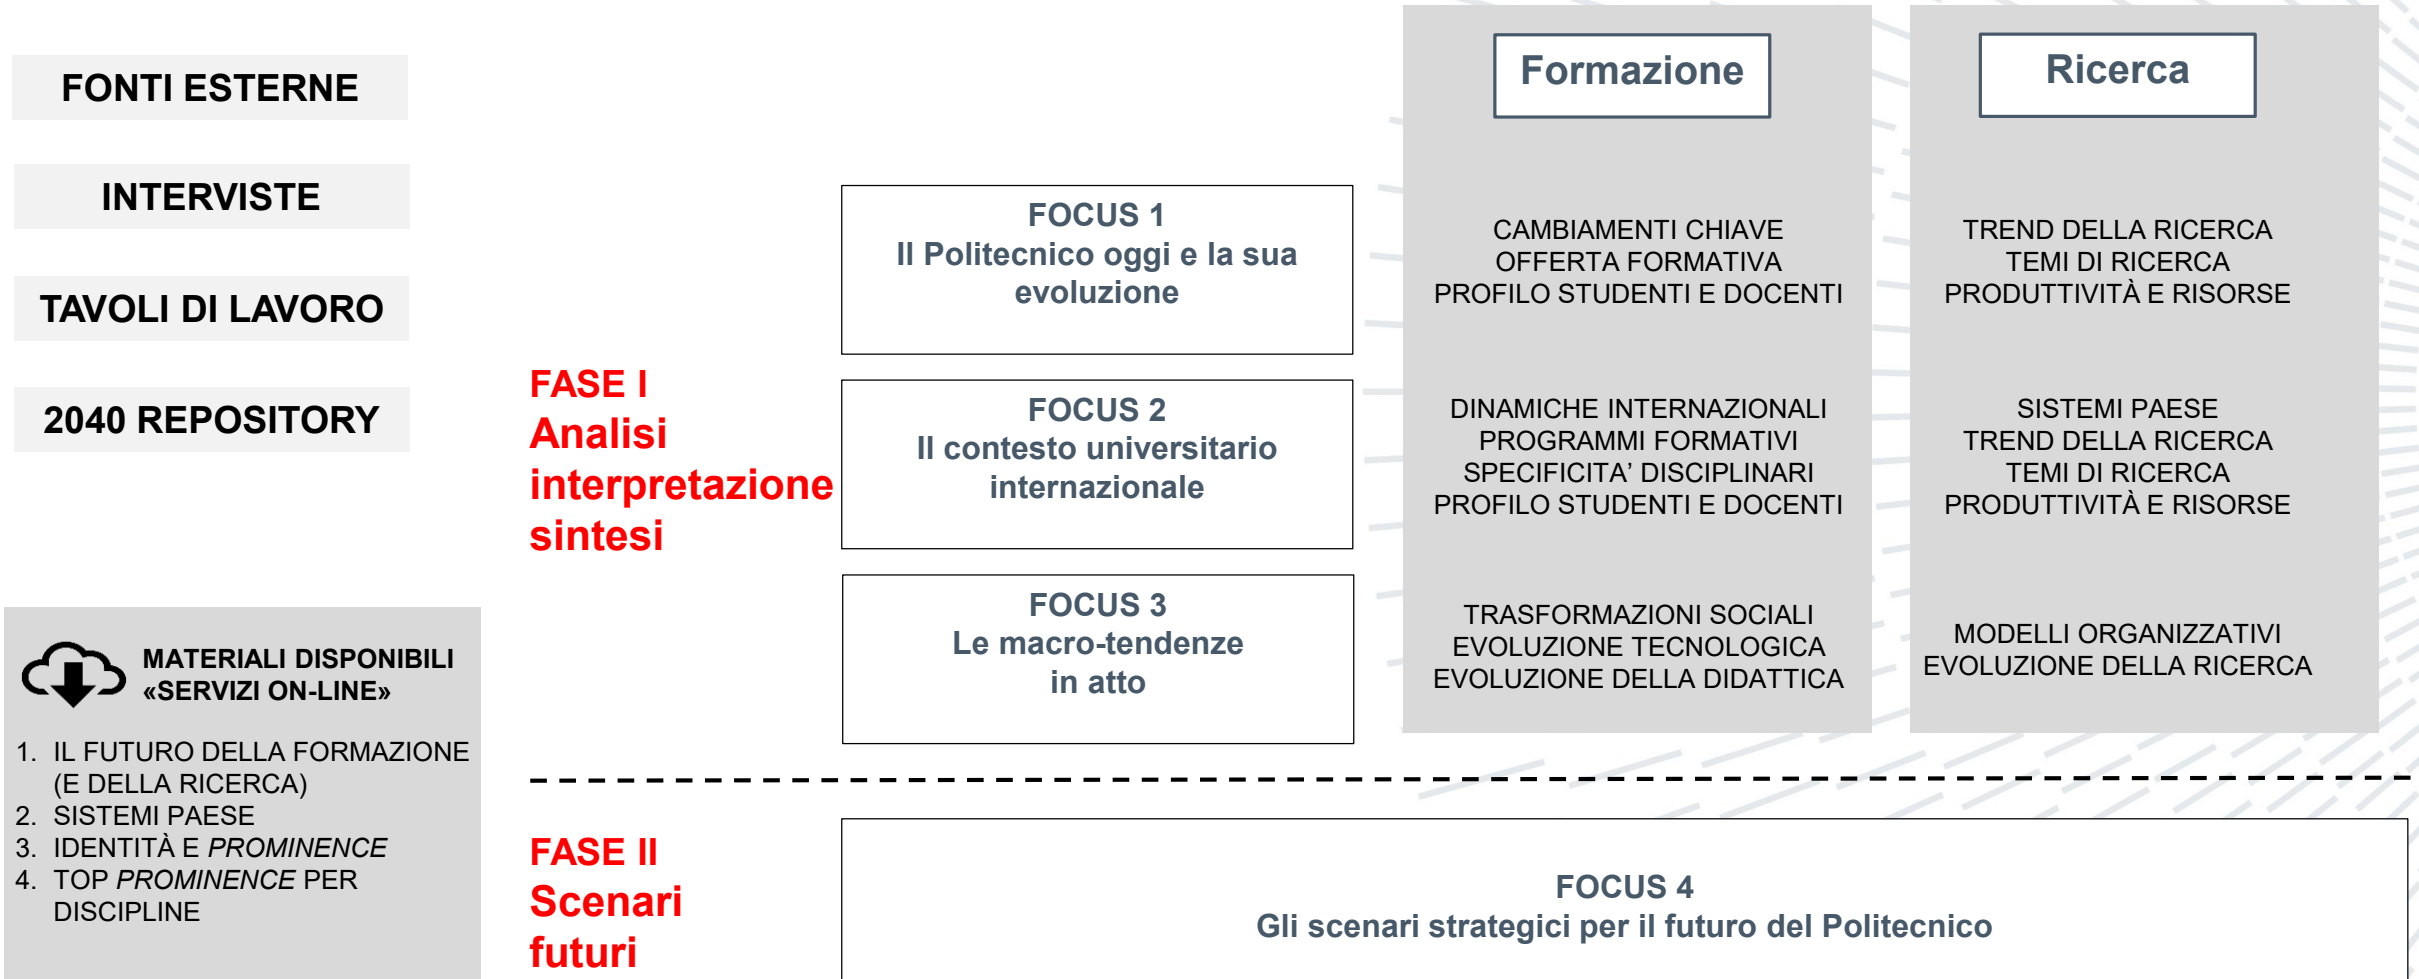 FONTI ESTERNE
INTERVISTE
TAVOLI DI LAVORO
2040 REPOSITORY
MATERIALI DISPONIBILI
«SERVIZI ON-LINE»
1. IL FUTURO DELLA FORMAZIONE
(E DELLA RICERCA)
2. SISTEMI PAESE
3. IDENTITÀ E PROMINENCE
4. TOP PROMINENCE PER
DISCIPLINE
FASE I
Analisi
interpretazione
sintesi
FOCUS 1
Il Politecnico oggi e la sua
evoluzione
FOCUS 2
Il contesto universitario
internazionale
FOCUS 3
Le macro-tendenze
in atto
Formazione
CAMBIAMENTI CHIAVE
OFFERTA FORMATIVA
PROFILO STUDENTI E DOCENTI
DINAMICHE INTERNAZIONALI
PROGRAMMI FORMATIVI
SPECIFICITA’ DISCIPLINARI
PROFILO STUDENTI E DOCENTI
TRASFORMAZIONI SOCIALI
EVOLUZIONE TECNOLOGICA
EVOLUZIONE DELLA DIDATTICA
Ricerca
TREND DELLA RICERCA
TEMI DI RICERCA
PRODUTTIVITÀ E RISORSE
SISTEMI PAESE
TREND DELLA RICERCA
TEMI DI RICERCA
PRODUTTIVITÀ E RISORSE
MODELLI ORGANIZZATIVI
EVOLUZIONE DELLA RICERCA
FASE II
Scenari
futuri
FOCUS 4
Gli scenari strategici per il futuro del Politecnico